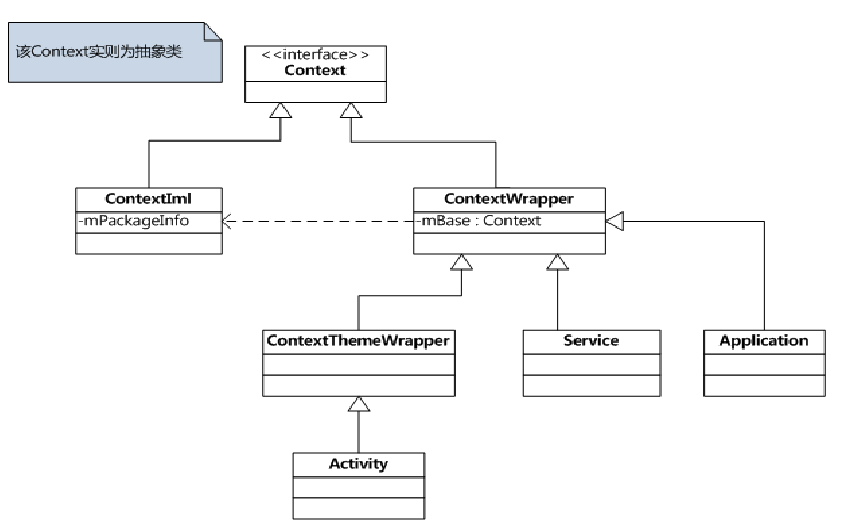 该Context实则为抽象类
<<interface>>
Context
ContextIml
-mPackageInfo
ContextWrapper
-mBase : Context
ContextThemeWrapper
Service
Application
Activity